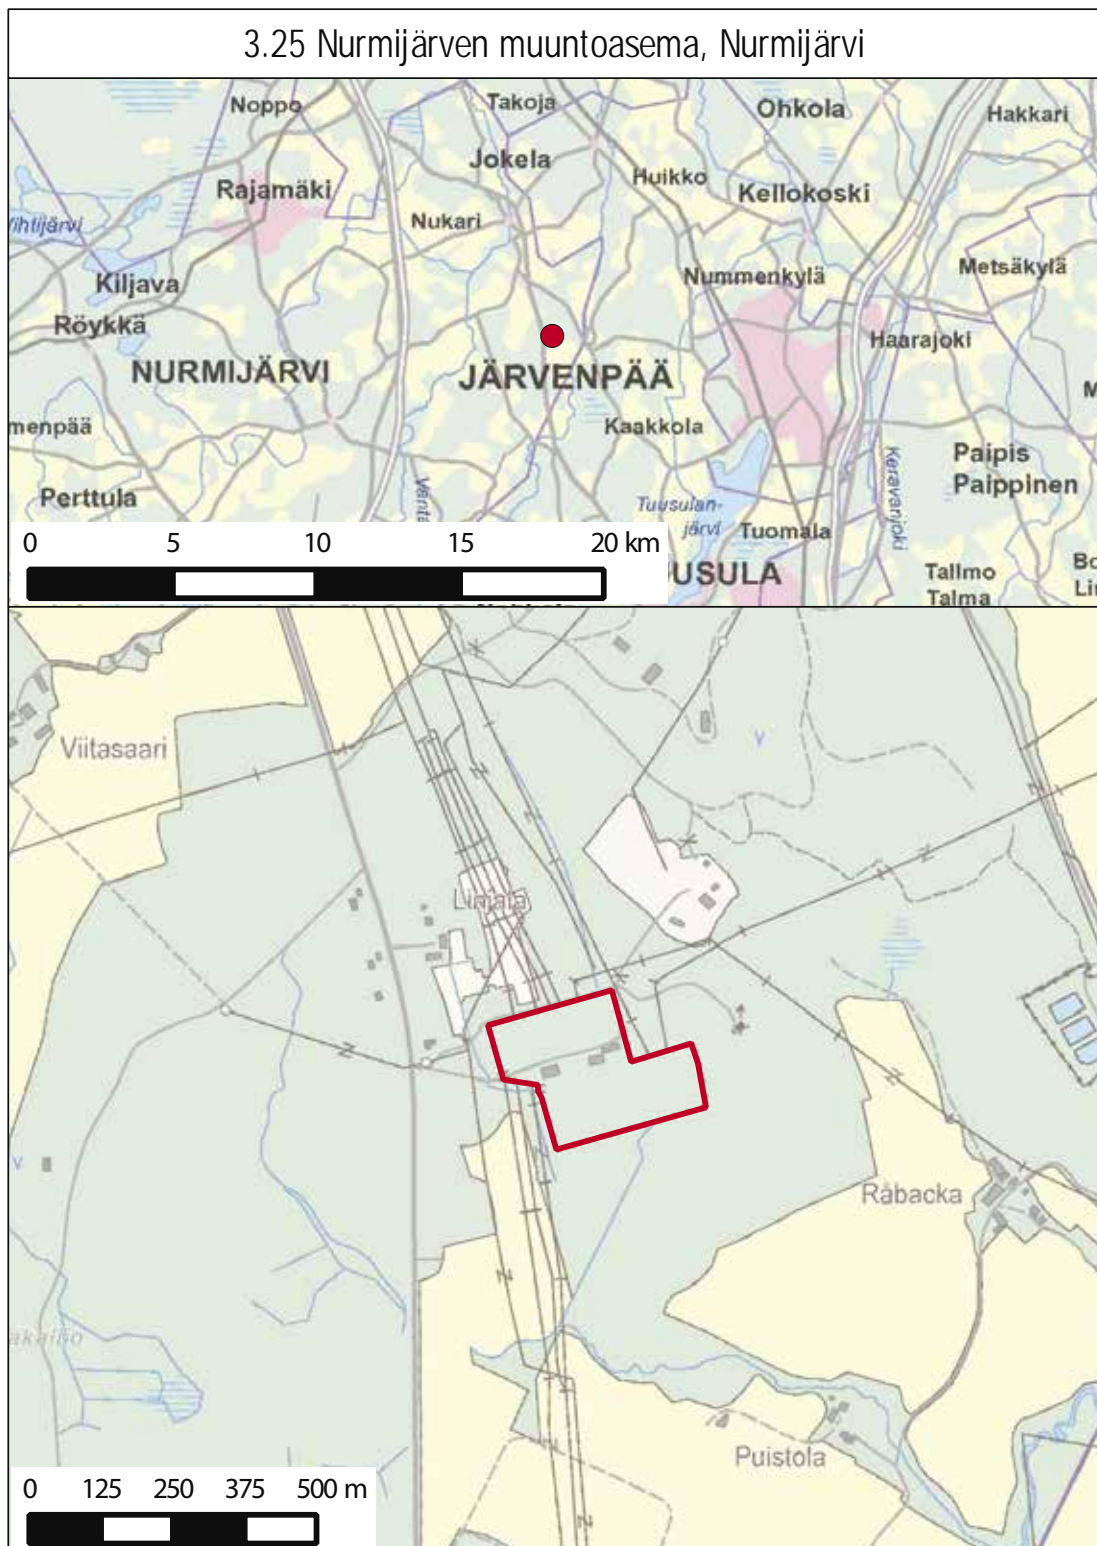 3.25 Nurmijärven muuntoasema, Nurmijärvi
Noppo
Takoja
Ohkola
Hakkari
Jokela
Rajamäki
Huikko
Kellokoski
Nukari
Metsäkylä
Kiljava
Nummenkylä
Röykkä
Haarajoki
NURMIJÄRVI
JÄRVENPÄÄ
menpää
Kaakkola
Paipis
Paippinen
Perttula
Keravanjoki
Tuusulan-
järvi
Tuomala
0 5 10 15 20 km
USULA
Tallmo
Talma
Viitasaari
V
Linjala
V
Råbacka
Puistola
0 125 250 375 500 m